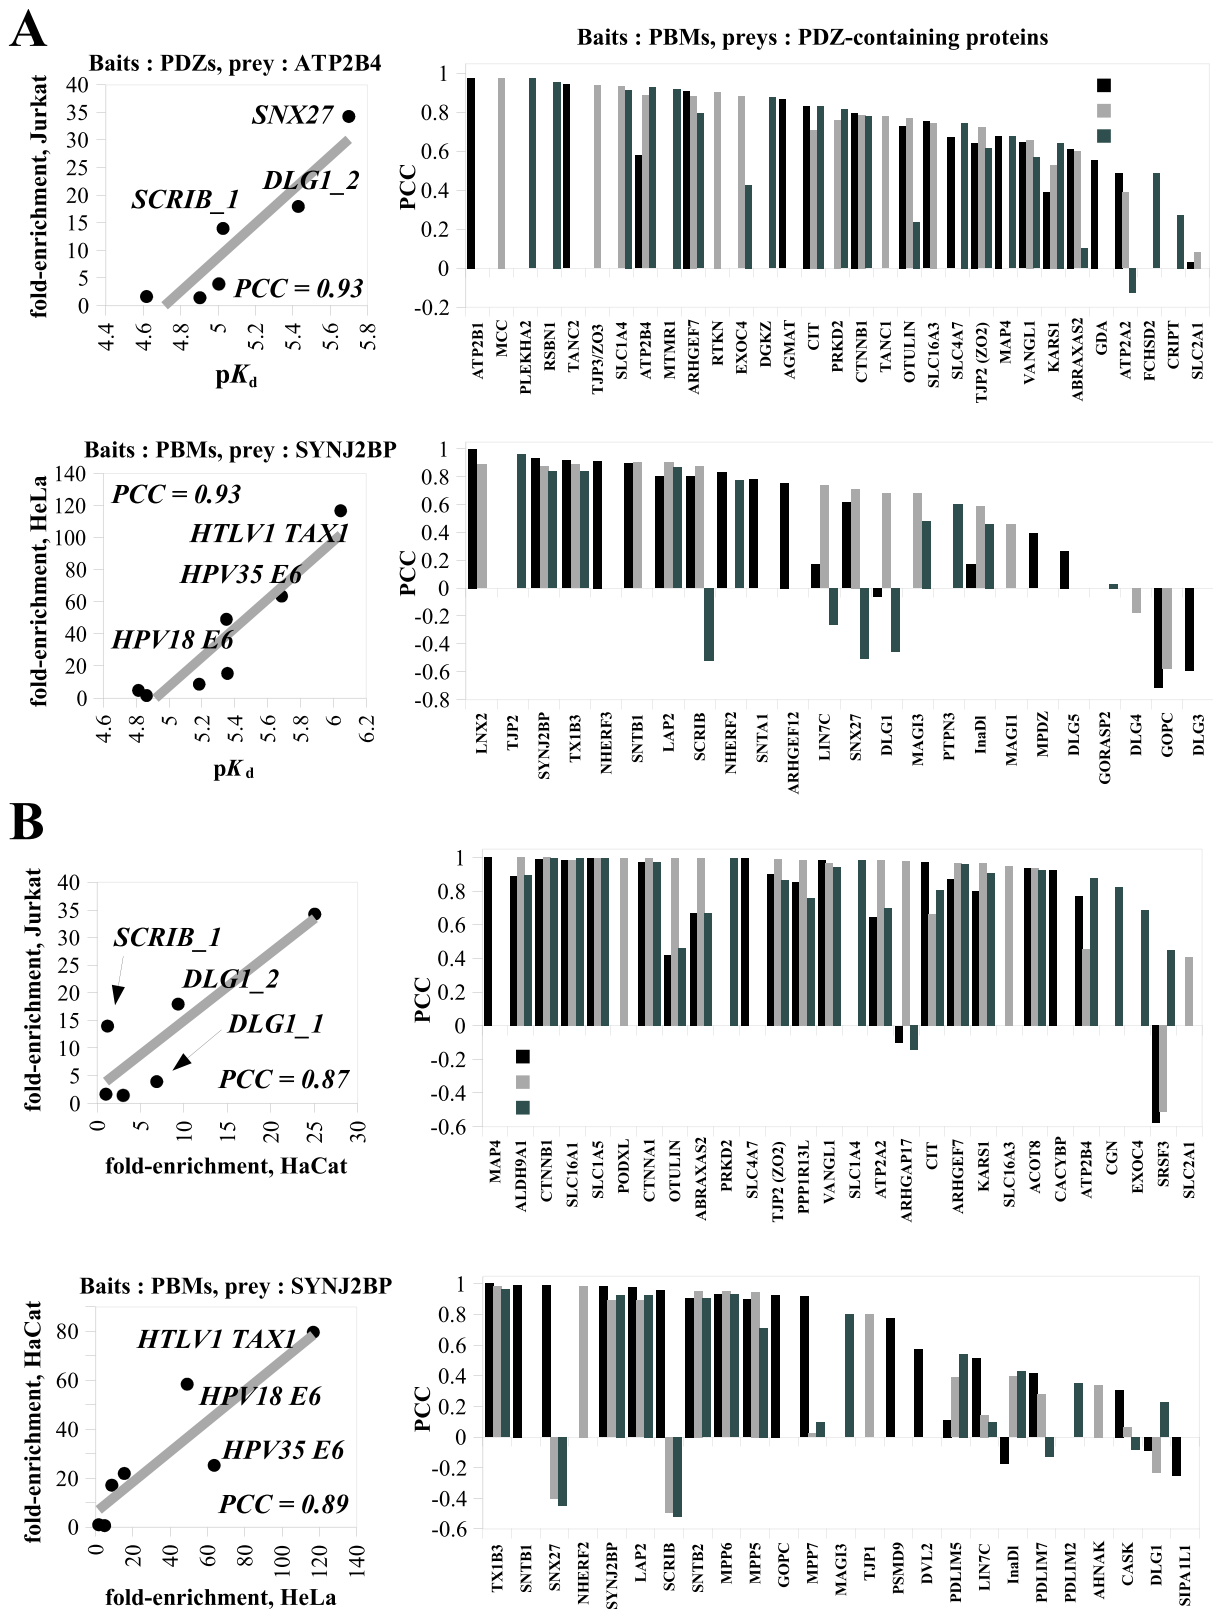 A
Baits : PBMs, preys : PDZ-containing proteins
Baits : PDZs, prey : ATP2B4
fold-enrichment, Jurkat
40
35
30
25
20
15
10
5
0
SNX27
DLG1_2
SCRIB_1
PCC = 0.93
4.4
4.6
4.8
5
5.2
5.4
5.6
5.8
pKd
PCC
1
0.8
0.6
0.4
0.2
0
-0.2
ATP2B1
MCC
PLEKHA2
RSBN1
TANC2
TJP3/ZO3
SLC1A4
ATP2B4
MTMR1
ARHGEF7
RTKN
EXOC4
DGKZ
AGMAT
CIT
PRKD2
CTNNB1
TANC1
OTULIN
SLC16A3
SLC4A7
TJP2 (ZO2)
MAP4
VANGL1
KARS1
ABRAXAS2
GDA
ATP2A2
FCHSD2
CRIPT
SLC2A1
Baits : PBMs, prey : SYNJ2BP
fold-enrichment, HeLa
140
120
100
80
60
40
20
0
PCC = 0.93
HTLV1 TAX1
HPV35 E6
HPV18 E6
4.6
4.8
5
5.2
5.4
5.6
5.8
6
6.2
pKd
PCC
1
0.8
0.6
0.4
0.2
0
-0.2
-0.4
-0.6
-0.8
LNX2
TJP2
SYNJ2BP
TX1B3
NHERF3
SNTB1
LAP2
SCRIB
NHERF2
SNTA1
ARHGEF12
LIN7C
SNX27
DLG1
MAGI3
PTPN3
InaDl
MAGI1
MPDZ
DLG5
GORASP2
DLG4
GOPC
DLG3
B
fold-enrichment, Jurkat
40
35
30
25
20
15
10
5
0
SCRIB_1
DLG1_2
DLG1_1
PCC = 0.87
0
5
10
15
20
25
30
fold-enrichment, HaCat
PCC
1
0.8
0.6
0.4
0.2
0
-0.2
-0.4
-0.6
MAP4
ALDH9A1
CTNNB1
SLC16A1
SLC1A5
PODXL
CTNNA1
OTULIN
ABRAXAS2
PRKD2
SLC4A7
TJP2 (ZO2)
PPP1R13L
VANGL1
SLC1A4
ATP2A2
ARHGAP17
CIT
ARHGEF7
KARS1
SLC16A3
ACOT8
CACYBP
ATP2B4
CGN
EXOC4
SRSF3
SLC2A1
Baits : PBMs, prey : SYNJ2BP
fold-enrichment, HaCat
80
60
40
20
0
HTLV1 TAX1
HPV18 E6
HPV35 E6
PCC = 0.89
0
20
40
60
80
100
120
140
fold-enrichment, HeLa
PCC
1
0.8
0.6
0.4
0.2
0
-0.2
-0.4
-0.6
TX1B3
SNTB1
SNX27
NHERF2
SYNJ2BP
LAP2
SCRIB
SNTB2
MPP6
MPP5
GOPC
MPP7
MAGI3
TJP1
PSMD9
DVL2
PDLIM5
LIN7C
InaDl
PDLIM7
PDLIM2
AHNAK
CASK
DLG1
SIPA1L1